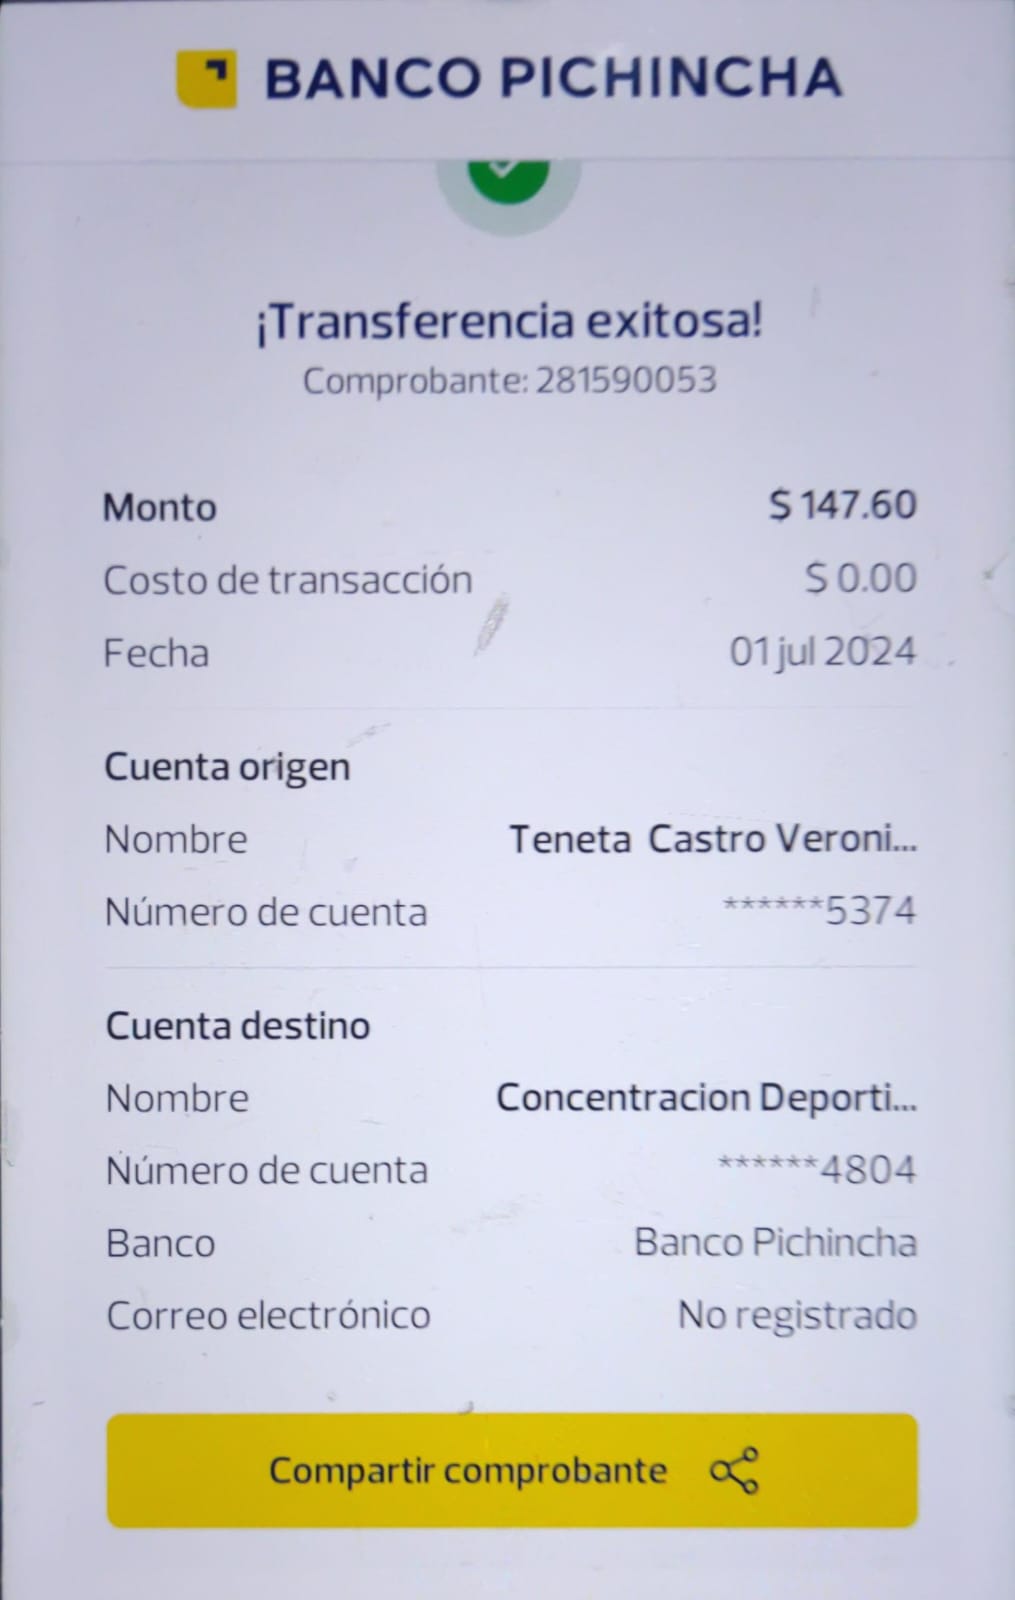 BANCO PICHINCHA
¡Transferencia exitosa!
Comprobante: 281590053
Monto $ 147.60
Costo de transacción $ 0.00
Fecha 01 jul 2024
Cuenta origen
Nombre Teneta Castro Veroni...
Número de cuenta ******5374
Cuenta destino
Nombre Concentracion Deporti...
Número de cuenta ******4804
Banco Banco Pichincha
Correo electrónico No registrado
Compartir comprobante